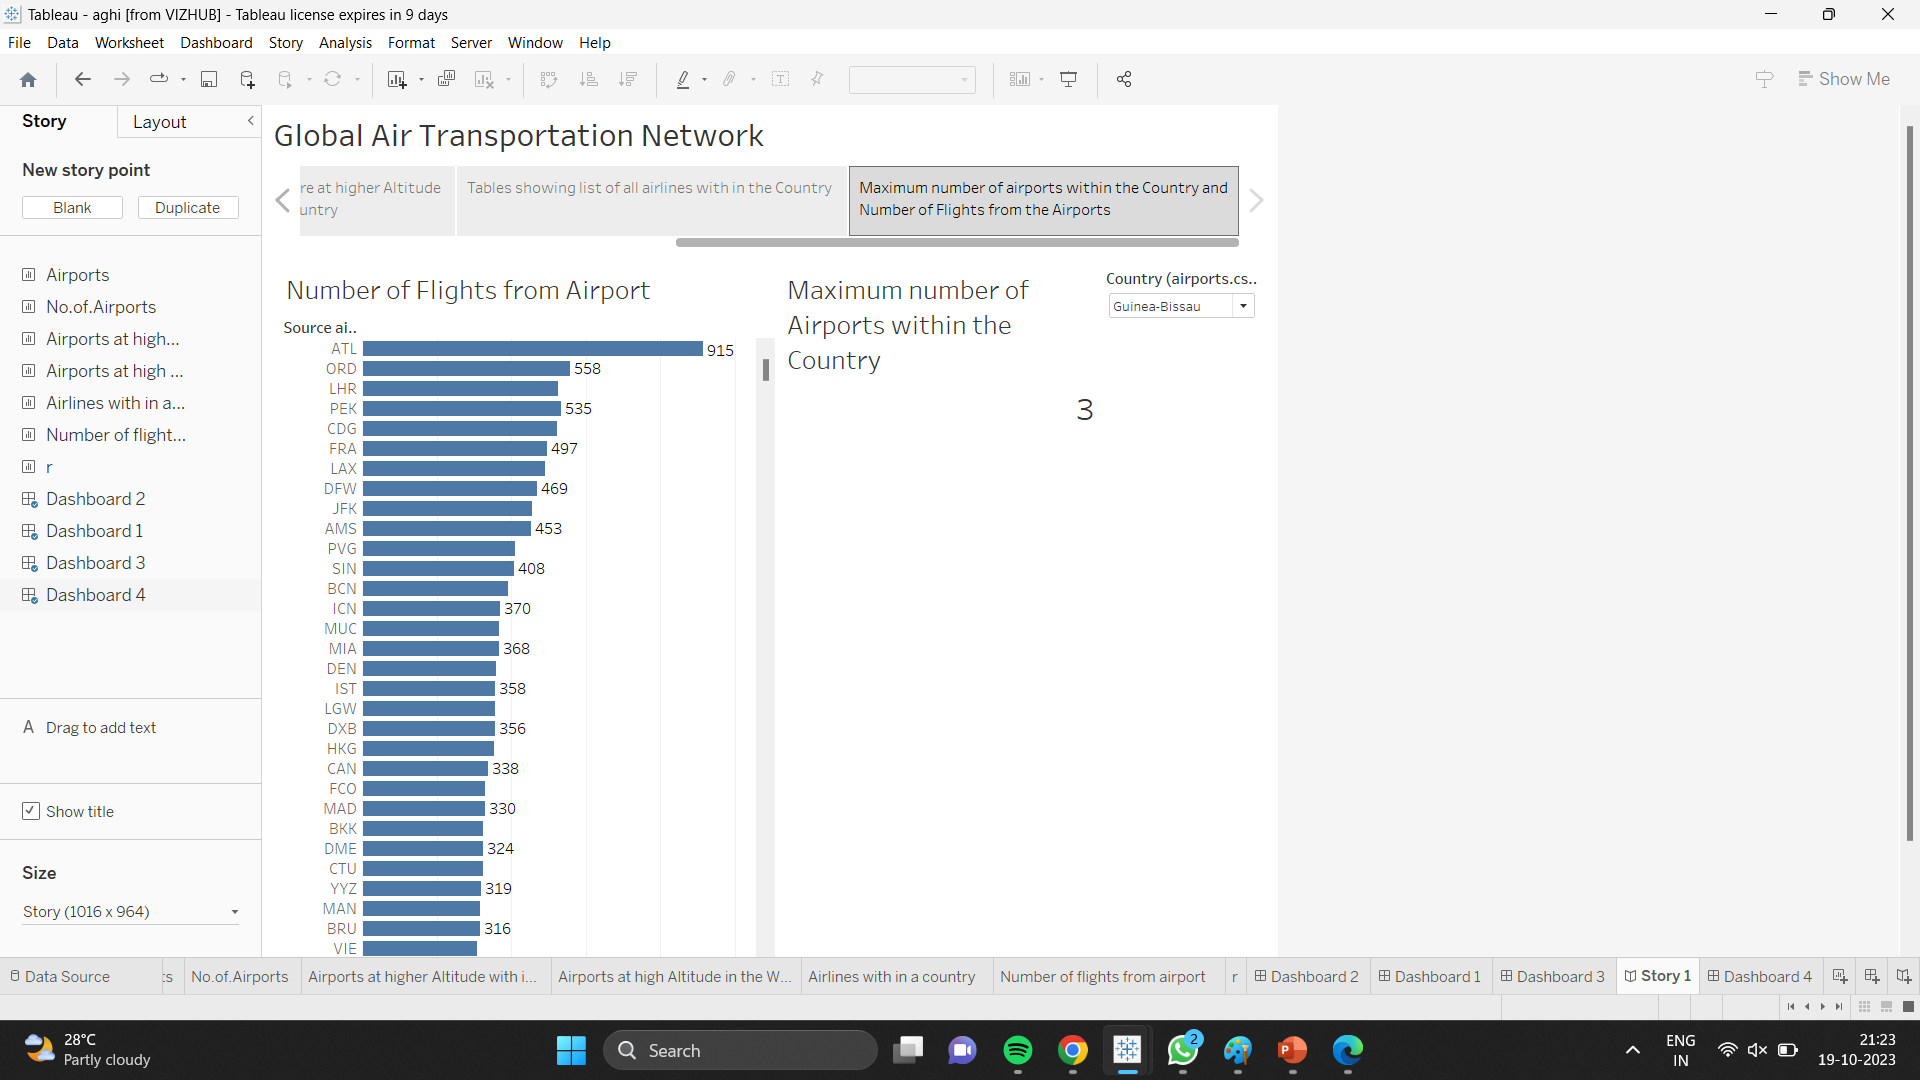 Tableau - aghi [from VIZHUB] - Tableau license expires in 9 days
File Data Worksheet Dashboard Story Analysis Format Server Window Help
Show Me
Story
Layout
New story point
Blank
Duplicate
Airports
No.of.Airports
Airports at high...
Airports at high ...
Airlines with in a...
Number of flight...
r
Dashboard 2
Dashboard 1
Dashboard 3
Dashboard 4
A Drag to add text
Show title
Size
Story (1016 x 964)
Global Air Transportation Network
re at higher Altitude
untry
Tables showing list of all airlines with in the Country
Maximum number of airports within the Country and
Number of Flights from the Airports
Number of Flights from Airport
Source ai..
ATL 915
ORD 558
LHR
PEK 535
CDG
FRA 497
LAX
DFW 469
JFK
AMS 453
PVG
SIN 408
BCN
ICN 370
MUC
MIA 368
DEN
IST 358
LGW
DXB 356
HKG
CAN 338
FCO
MAD 330
BKK
DME 324
CTU
YYZ 319
MAN
BRU 316
VIE
Maximum number of
Airports within the
Country
3
Country (airports.cs..
Guinea-Bissau
Data Source ts No.of.Airports Airports at higher Altitude with i... Airports at high Altitude in the W... Airlines with in a country Number of flights from airport r Dashboard 2 Dashboard 1 Dashboard 3 Story 1 Dashboard 4
28°C
Partly cloudy
Search
2
ENG
IN
21:23
19-10-2023